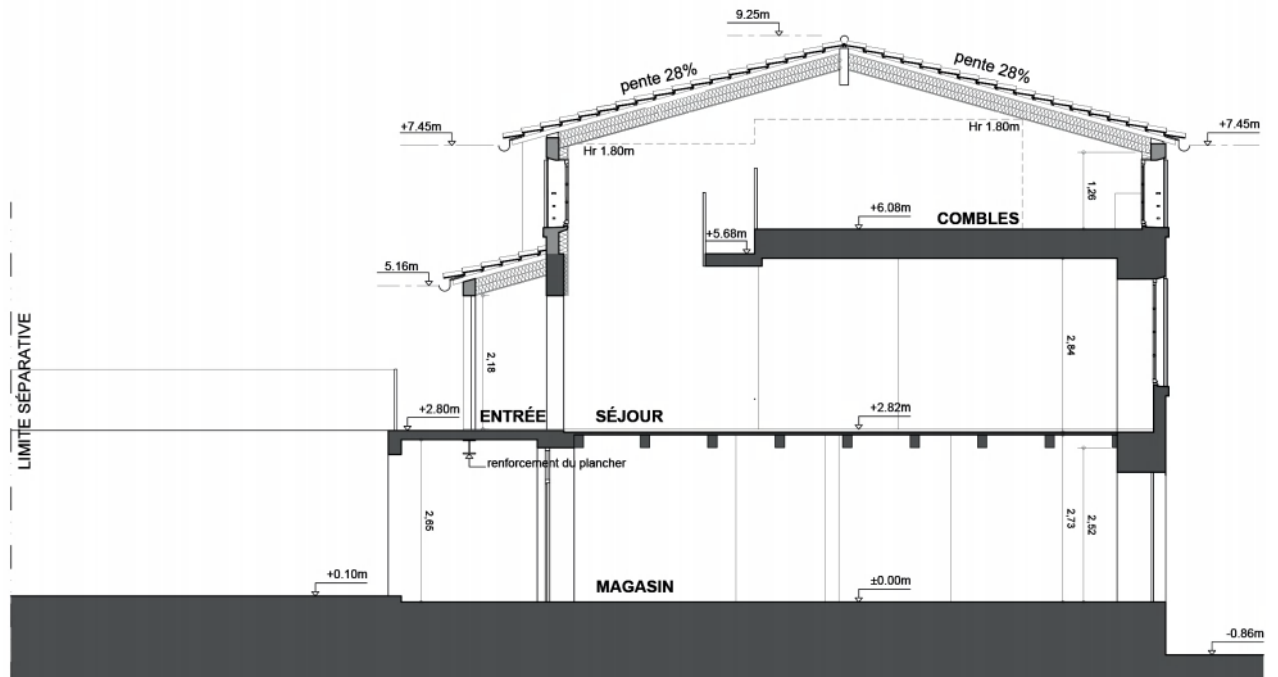 9.25m
pente 28%
pente 28%
+7.45m
+7.45m
Hr 1.80m
Hr 1.80m
1,26
+6.08m
COMBLES
+5.68m
5.16m
LIMITE SÉPARATIVE
2,18
2,84
+2.80m
ENTRÉE
SÉJOUR
+2.82m
renforcement du plancher
2,65
2,73
2,52
+0.10m
MAGASIN
±0.00m
-0.86m